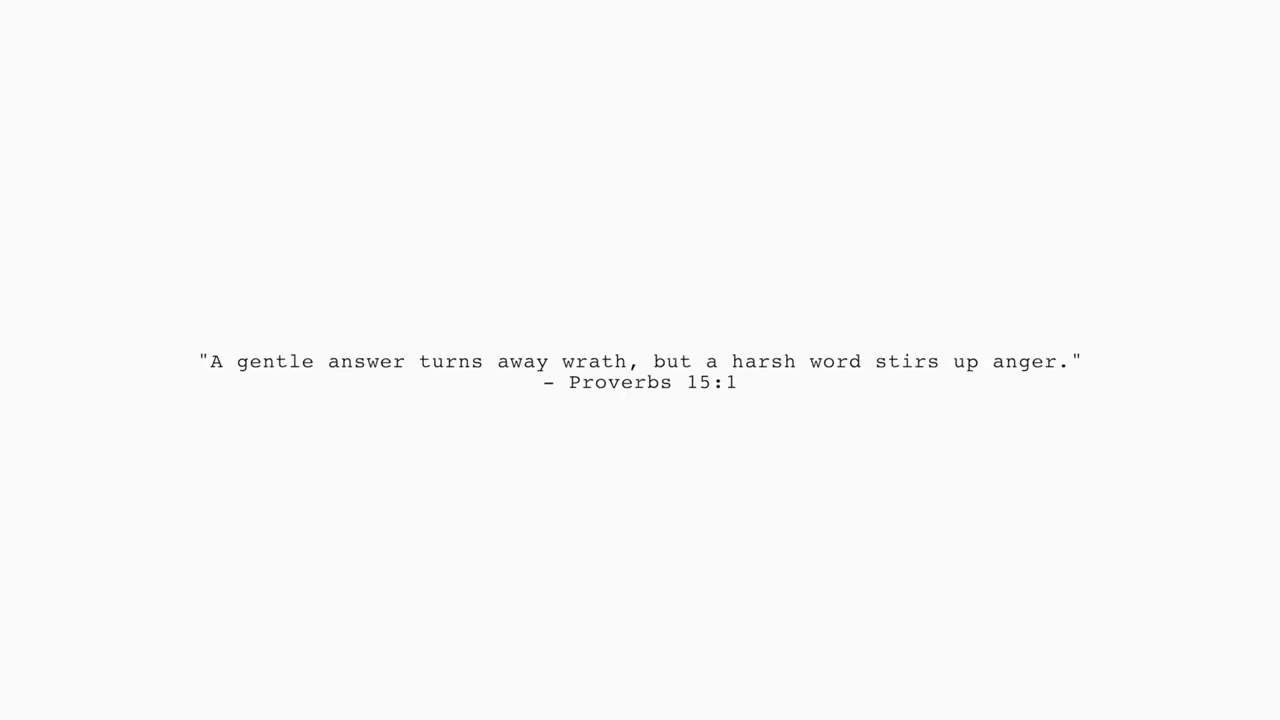 "A gentle answer turns away wrath, but a harsh word stirs up anger."
– Proverbs 15:1